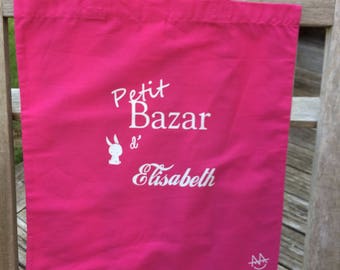 Petit
Bazar
d'
Elisabeth